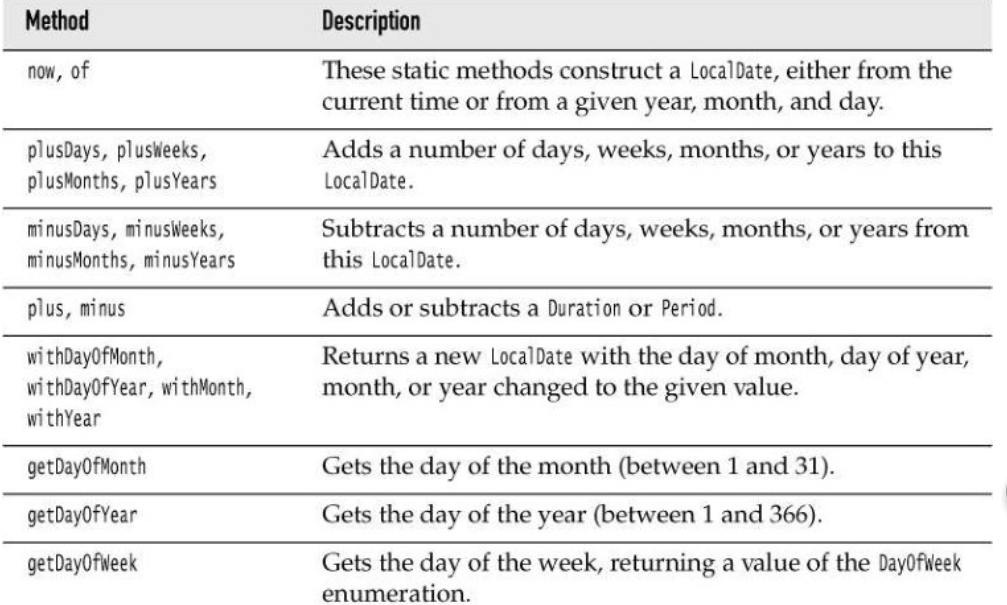 Method Description
now, of These static methods construct a LocalDate, either from the
current time or from a given year, month, and day.
plusDays, plusWeeks, Adds a number of days, weeks, months, or years to this
plusMonths, plusYears LocalDate.
minusDays, minusWeeks, Subtracts a number of days, weeks, months, or years from
minusMonths, minusYears this LocalDate.
plus, minus Adds or subtracts a Duration or Period.
withDayOfMonth, Returns a new LocalDate with the day of month, day of year,
withDayOfYear, withMonth, month, or year changed to the given value.
withYear
getDayOfMonth Gets the day of the month (between 1 and 31).
getDayOfYear Gets the day of the year (between 1 and 366).
getDayOfWeek Gets the day of the week, returning a value of the DayOfWeek
enumeration.